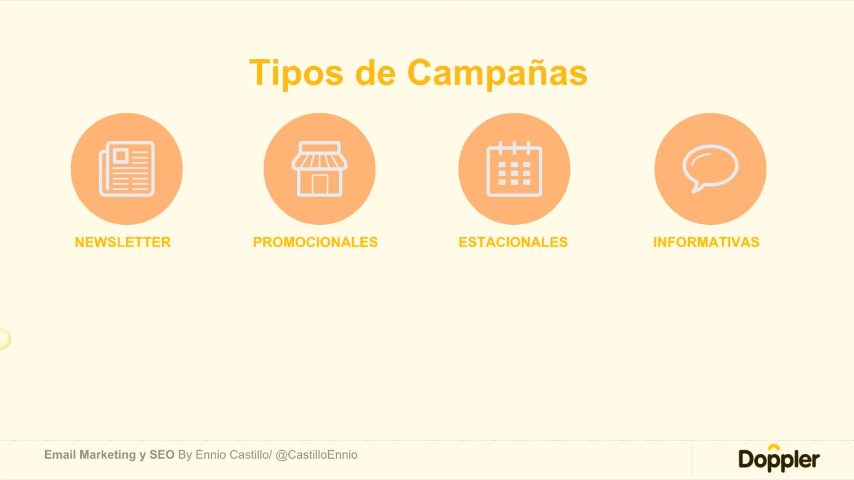 Tipos de Campañas
NEWSLETTER
PROMOCIONALES
ESTACIONALES
INFORMATIVAS
Email Marketing y SEO By Ennio Castillo/ @CastilloEnnio
Doppler